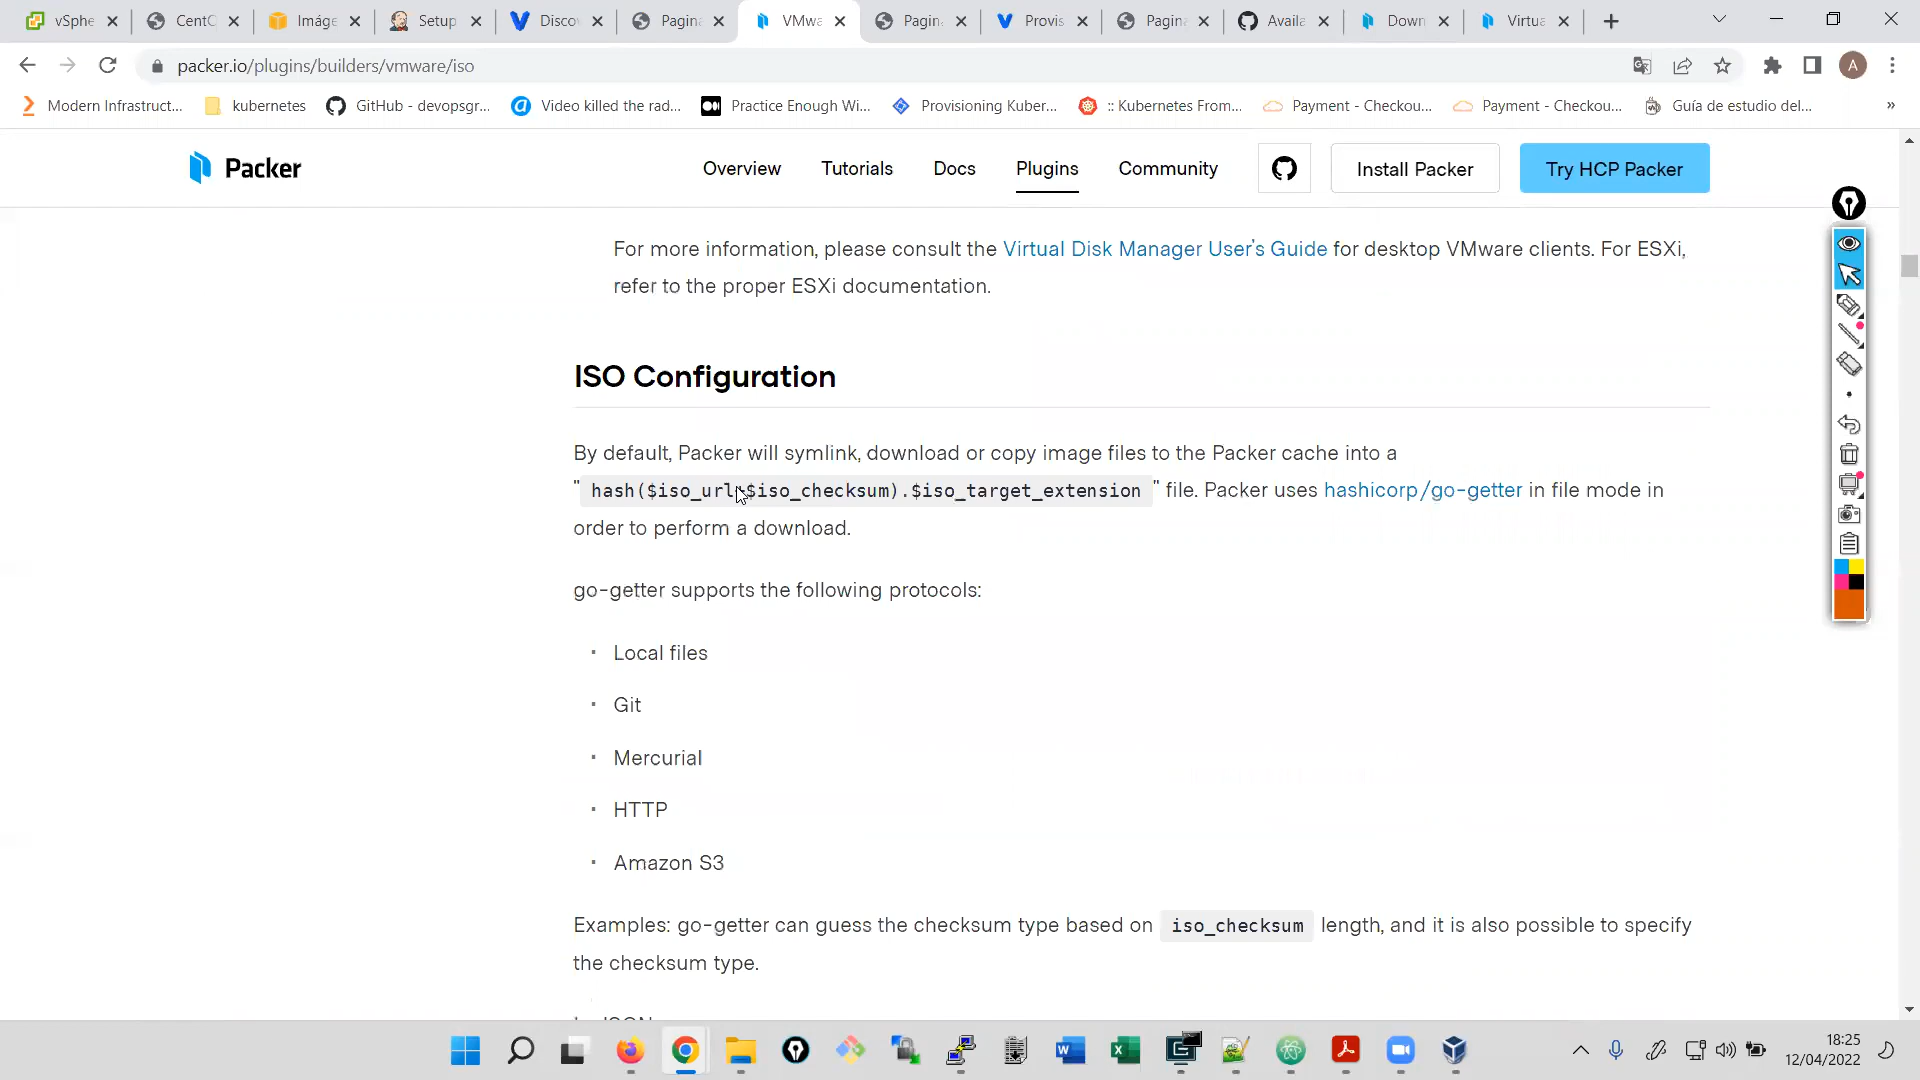 vSphe
CentC
Imáge
Setup
Disco
Pagina
VMwa
Pagin
Provis
Pagina
Availa
Down
Virtua
packer.io/plugins/builders/vmware/iso
A
Modern Infrastruct...
kubernetes
GitHub - devopsgr...
Video killed the rad...
Practice Enough Wi...
Provisioning Kuber...
:: Kubernetes From...
Payment - Checkou...
Payment - Checkou...
Guía de estudio del...
»
Packer
Overview
Tutorials
Docs
Plugins
Community
Install Packer
Try HCP Packer
For more information, please consult the Virtual Disk Manager User's Guide for desktop VMware clients. For ESXi,
refer to the proper ESXi documentation.
ISO Configuration
By default, Packer will symlink, download or copy image files to the Packer cache into a
"hash($iso_url+$iso_checksum).$iso_target_extension" file. Packer uses hashicorp/go-getter in file mode in
order to perform a download.
go-getter supports the following protocols:
· Local files
· Git
· Mercurial
· HTTP
· Amazon S3
Examples: go-getter can guess the checksum type based on iso_checksum length, and it is also possible to specify
the checksum type.
18:25
12/04/2022